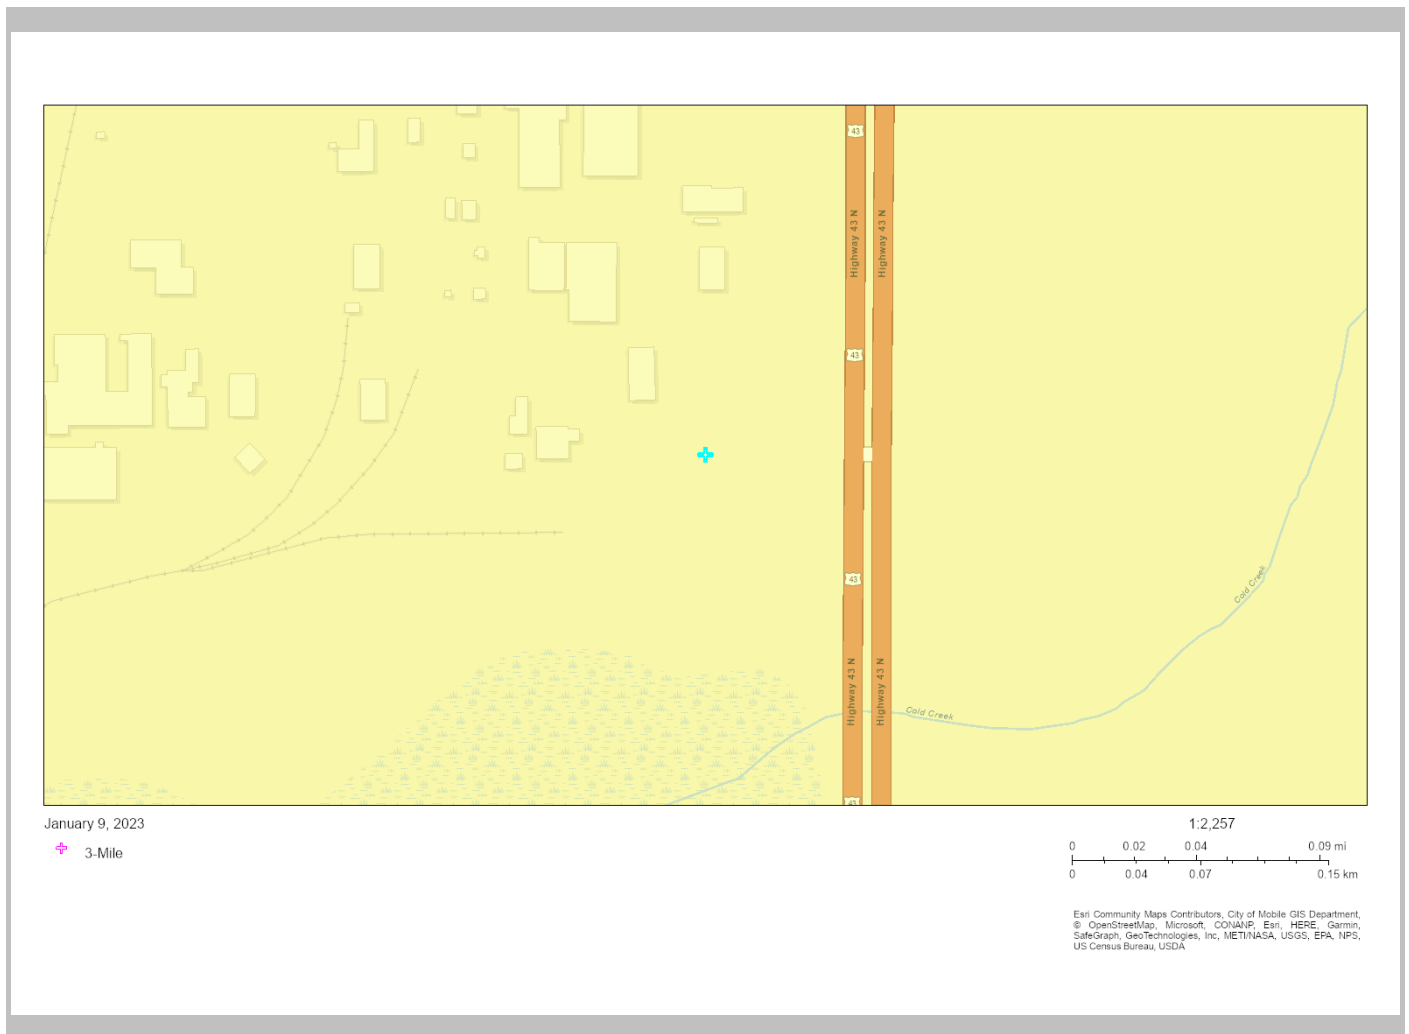 43
Highway 43 N
Highway 43 N
43
43
Cold Creek
Highway 43 N
Highway 43 N
Cold Creek
43
January 9, 2023
3-Mile
1:2,257
0 0.02 0.04 0.09 mi
0 0.04 0.07 0.15 km
Esri Community Maps Contributors, City of Mobile GIS Department,
© OpenStreetMap, Microsoft, CONANP, Esri, HERE, Garmin,
SafeGraph, GeoTechnologies, Inc, METI/NASA, USGS, EPA, NPS,
US Census Bureau, USDA